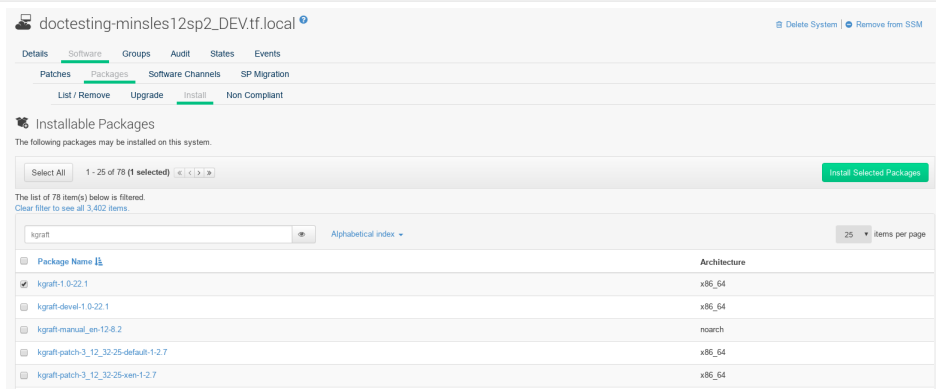 doctesting-minsles12sp2_DEV.tf.local ?
Delete System | Remove from SSM
Details Software Groups Audit States Events
Patches Packages Software Channels SP Migration
List / Remove Upgrade Install Non Compliant
Installable Packages
The following packages may be installed on this system.
Select All 1 - 25 of 78 (1 selected) « < > » Install Selected Packages
The list of 78 item(s) below is filtered.
Clear filter to see all 3,402 items.
kgraft Alphabetical index 25 items per page
Package Name Architecture
kgraft-1.0-22.1 x86_64
kgraft-devel-1.0-22.1 x86_64
kgraft-manual_en-12-8.2 noarch
kgraft-patch-3_12_32-25-default-1-2.7 x86_64
kgraft-patch-3_12_32-25-xen-1-2.7 x86_64